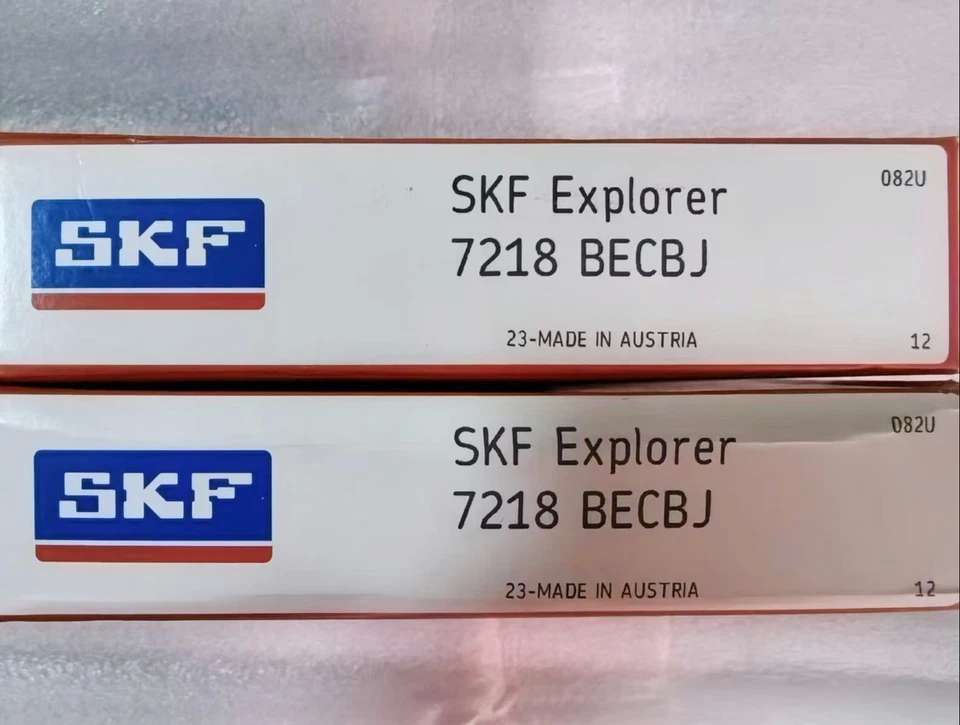 SKF
SKF Explorer
7218 BECBJ
082U
23-MADE IN AUSTRIA
12
SKF
SKF Explorer
7218 BECBJ
082U
23-MADE IN AUSTRIA
12